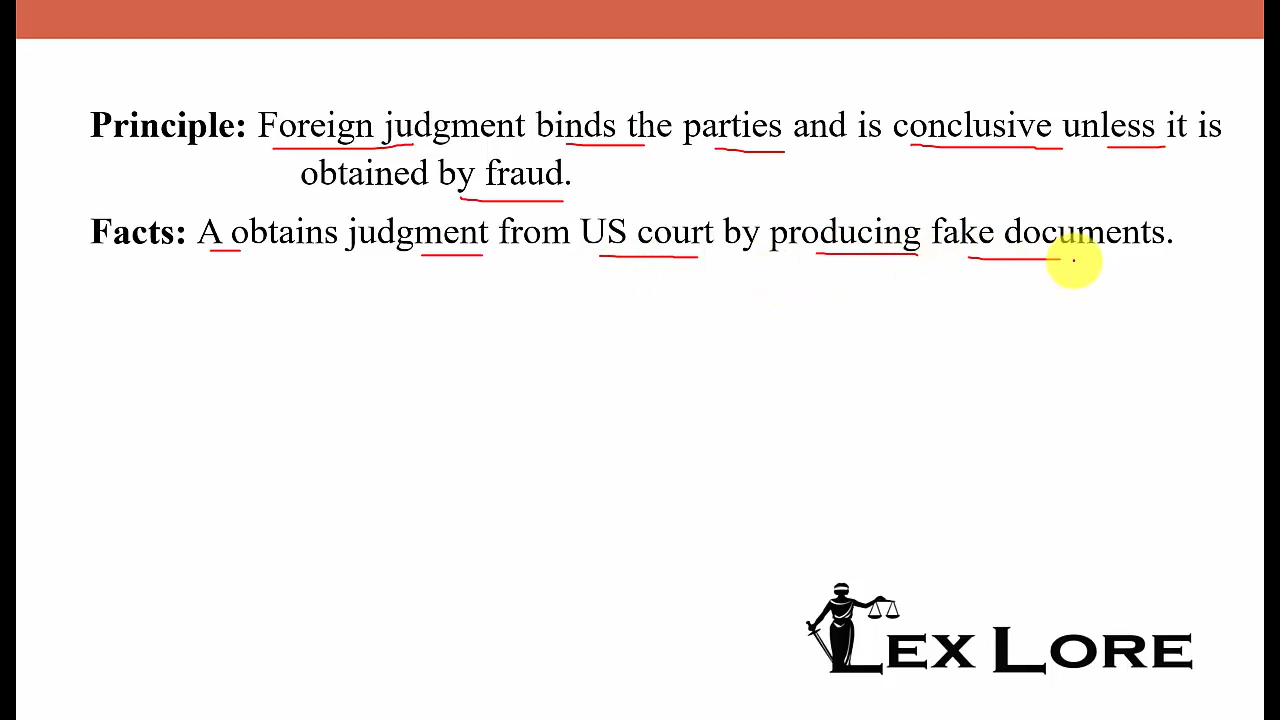 Principle: Foreign judgment binds the parties and is conclusive unless it is
obtained by fraud.
Facts: A obtains judgment from US court by producing fake documents.
LEX LORE